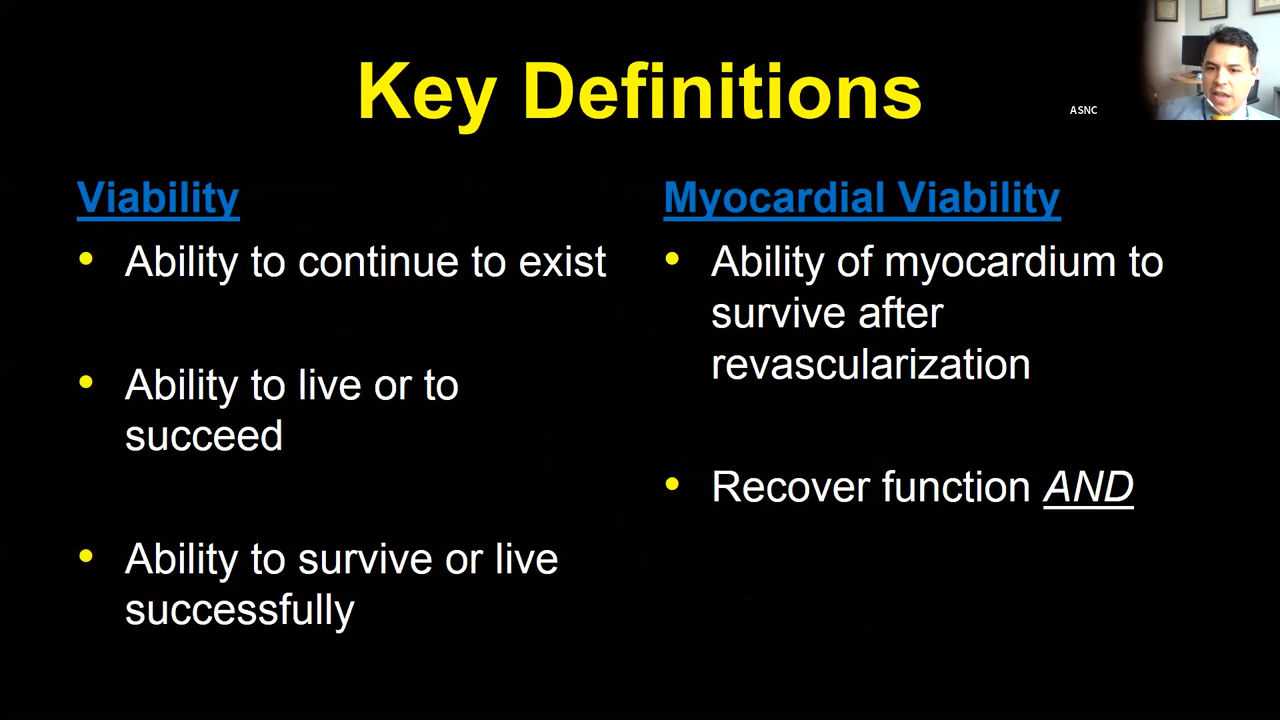 Key Definitions
ASNC
Viability
• Ability to continue to exist
• Ability to live or to
succeed
• Ability to survive or live
successfully
Myocardial Viability
• Ability of myocardium to
survive after
revascularization
• Recover function AND